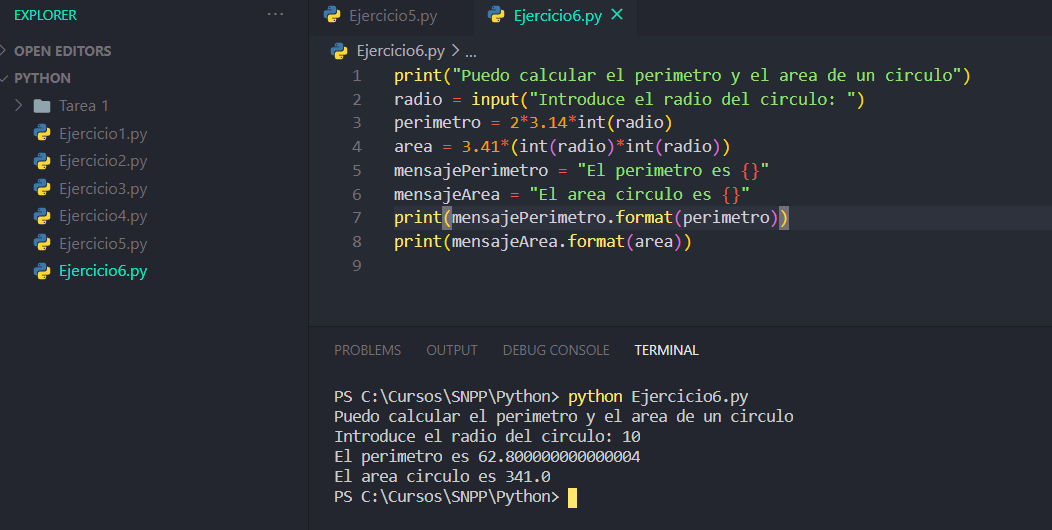 EXPLORER
...
OPEN EDITORS
PYTHON
Tarea 1
Ejercicio1.py
Ejercicio2.py
Ejercicio3.py
Ejercicio4.py
Ejercicio5.py
Ejercicio6.py
Ejercicio5.py
Ejercicio6.py
Ejercicio6.py > ...
1 print("Puedo calcular el perimetro y el area de un circulo")
2 radio = input("Introduce el radio del circulo: ")
3 perimetro = 2*3.14*int(radio)
4 area = 3.41*(int(radio)*int(radio))
5 mensajePerimetro = "El perimetro es {}"
6 mensajeArea = "El area circulo es {}"
7 print(mensajePerimetro.format(perimetro))
8 print(mensajeArea.format(area))
9
PROBLEMS OUTPUT DEBUG CONSOLE TERMINAL
PS C:\Cursos\SNPP\Python> python Ejercicio6.py
Puedo calcular el perimetro y el area de un circulo
Introduce el radio del circulo: 10
El perimetro es 62.800000000000004
El area circulo es 341.0
PS C:\Cursos\SNPP\Python>